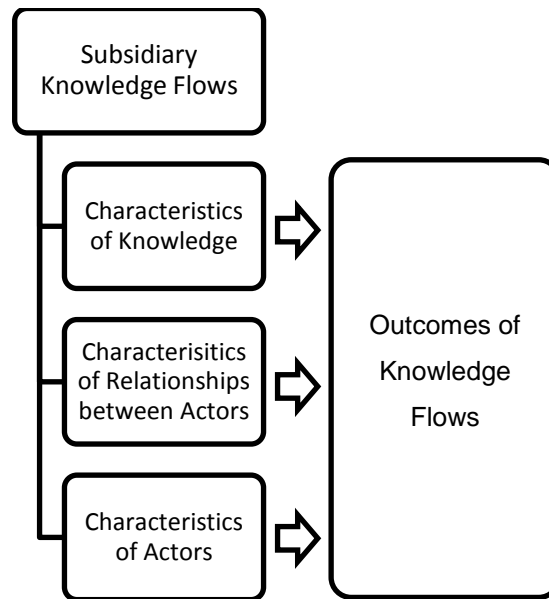 Subsidiary
Knowledge Flows
Characteristics
of Knowledge
Characterisitics
of Relationships
between Actors
Characteristics
of Actors
Outcomes of
Knowledge
Flows